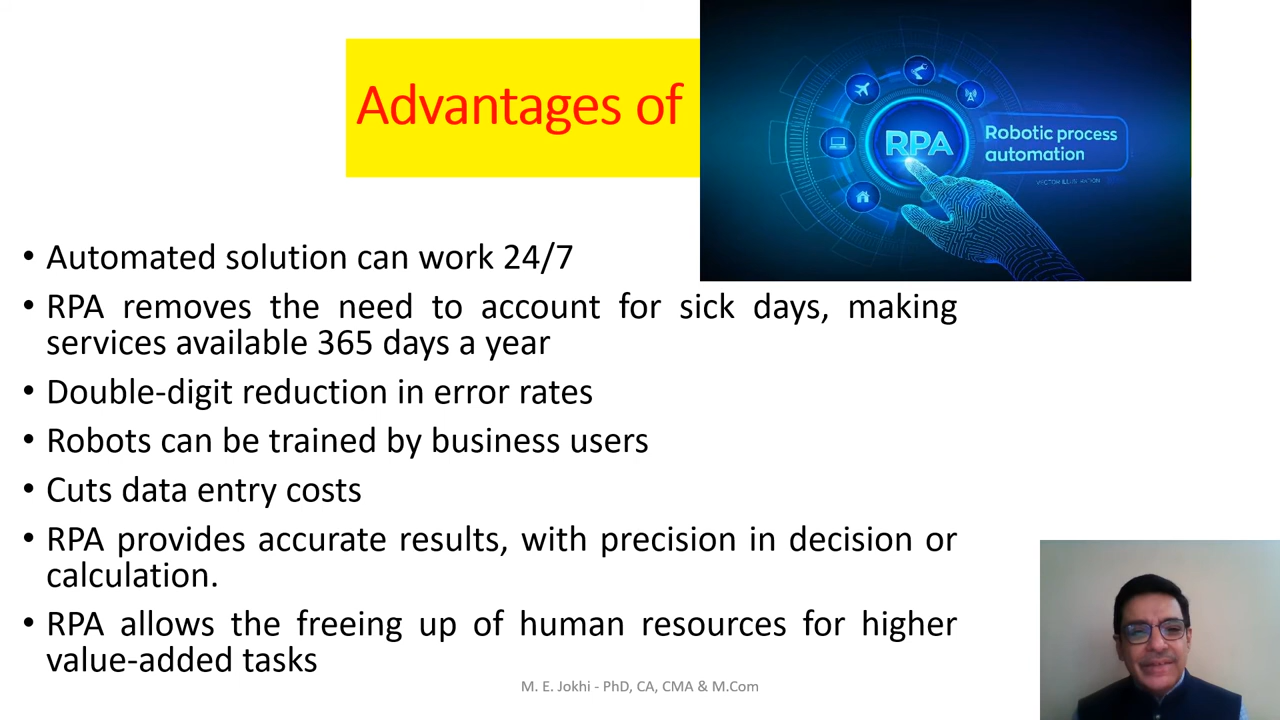 Advantages of
RPA
Robotic process
automation
VECTOR ILLUSTRATION
• Automated solution can work 24/7
• RPA removes the need to account for sick days, making
services available 365 days a year
• Double-digit reduction in error rates
• Robots can be trained by business users
• Cuts data entry costs
• RPA provides accurate results, with precision in decision or
calculation.
• RPA allows the freeing up of human resources for higher
value-added tasks
M. E. Jokhi - PhD, CA, CMA & M.Com